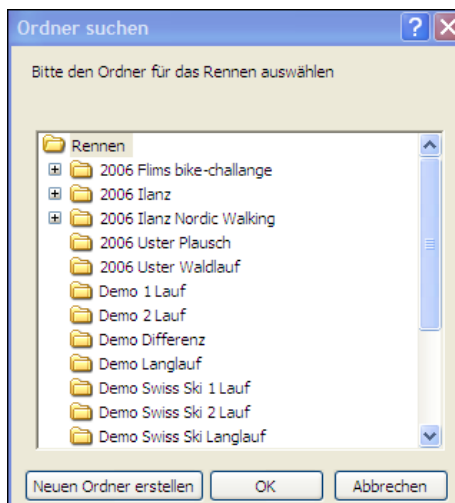 Ordner suchen
Bitte den Ordner für das Rennen auswählen
Rennen
2006 Flims bike-challange
2006 Ilanz
2006 Ilanz Nordic Walking
2006 Uster Plausch
2006 Uster Waldlauf
Demo 1 Lauf
Demo 2 Lauf
Demo Differenz
Demo Langlauf
Demo Swiss Ski 1 Lauf
Demo Swiss Ski 2 Lauf
Demo Swiss Ski Langlauf
Neuen Ordner erstellen OK Abbrechen